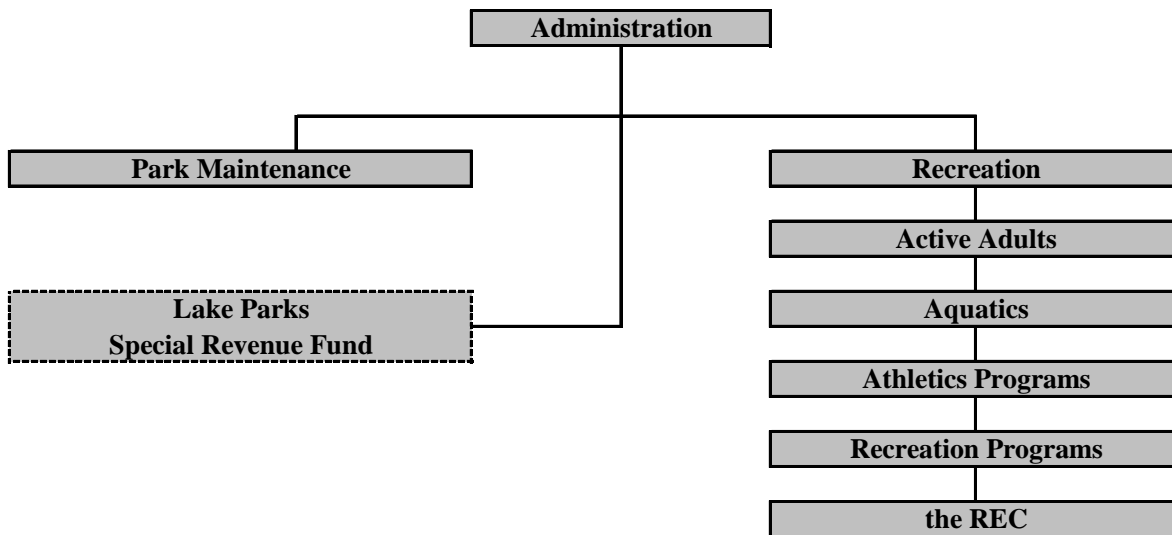 Administration
Park Maintenance
Recreation
Active Adults
Lake Parks
Special Revenue Fund
Aquatics
Athletics Programs
Recreation Programs
the REC